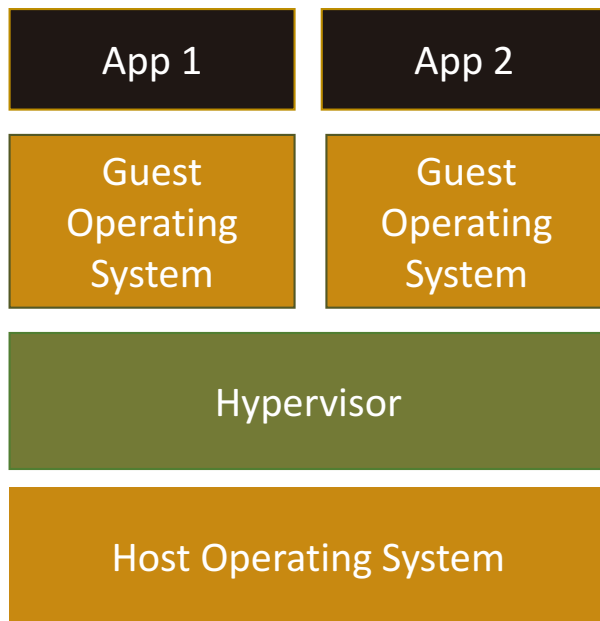 App 1
App 2
Guest
Operating
System
Guest
Operating
System
Hypervisor
Host Operating System